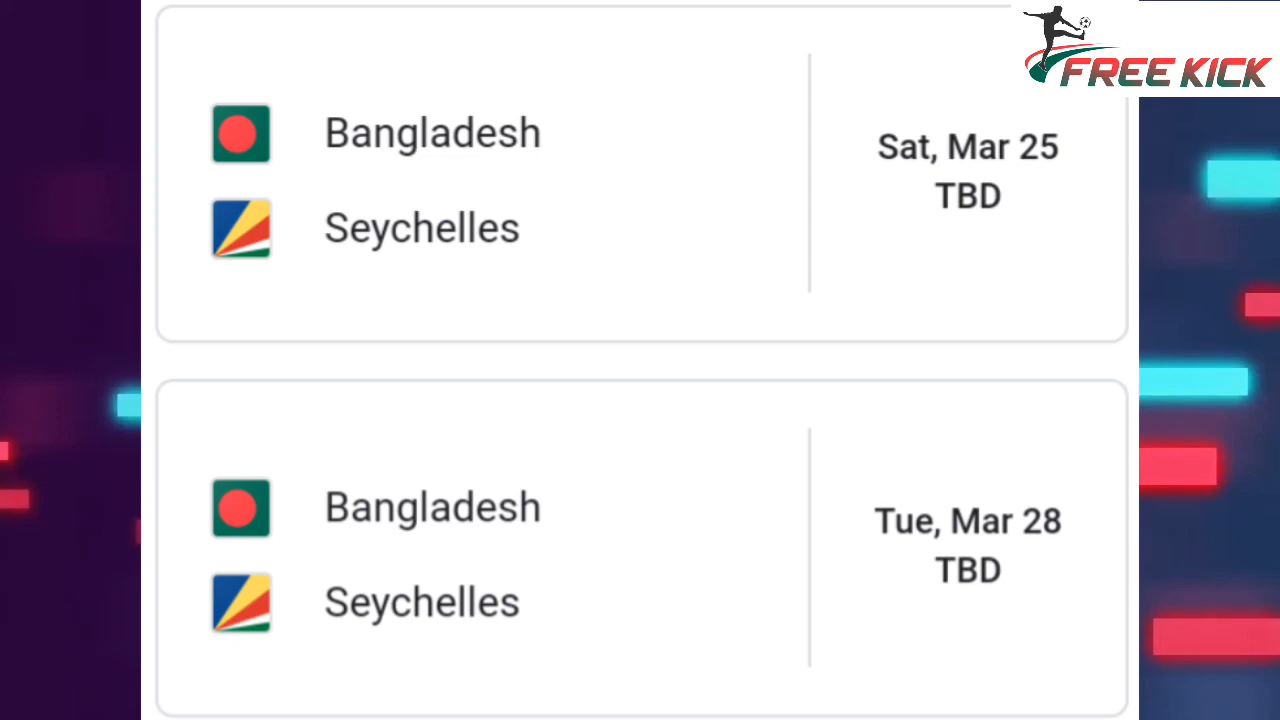 FREE KICK
Bangladesh
Seychelles
Sat, Mar 25
TBD
Bangladesh
Seychelles
Tue, Mar 28
TBD